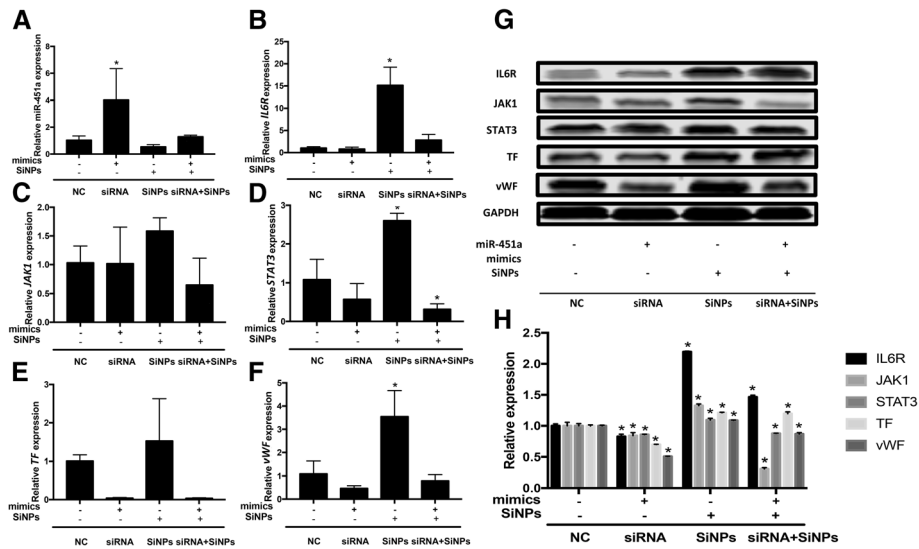 A
Relative miR-451a expression
8
6
4
2
0
mimics - + - +
SiNPs - - + +
NC siRNA SiNPs siRNA+SiNPs
B
Relative IL6R expression
25
20
15
10
5
0
*
mimics - + - +
SiNPs - - + +
NC siRNA SiNPs siRNA+SiNPs
C
Relative JAK1 expression
2.0
1.5
1.0
0.5
0.0
mimics - + - +
SiNPs - - + +
NC siRNA SiNPs siRNA+SiNPs
D
Relative STAT3 expression
3
2
1
0
* *
mimics - + - +
SiNPs - - + +
NC siRNA SiNPs siRNA+SiNPs
E
Relative TF expression
3
2
1
0
mimics - + - +
SiNPs - - + +
NC siRNA SiNPs siRNA+SiNPs
F
Relative vWF expression
5
4
3
2
1
0
*
mimics - + - +
SiNPs - - + +
NC siRNA SiNPs siRNA+SiNPs
G
IL6R
JAK1
STAT3
TF
vWF
GAPDH
miR-451a - + - +
mimics
SiNPs - - + +
NC siRNA SiNPs siRNA+SiNPs
H
Relative expression
2.5
2.0
1.5
1.0
0.5
0.0
* * * * *
* * * * *
* * * * *
IL6R
JAK1
STAT3
TF
vWF
mimics - + - +
SiNPs - - + +
NC siRNA SiNPs siRNA+SiNPs